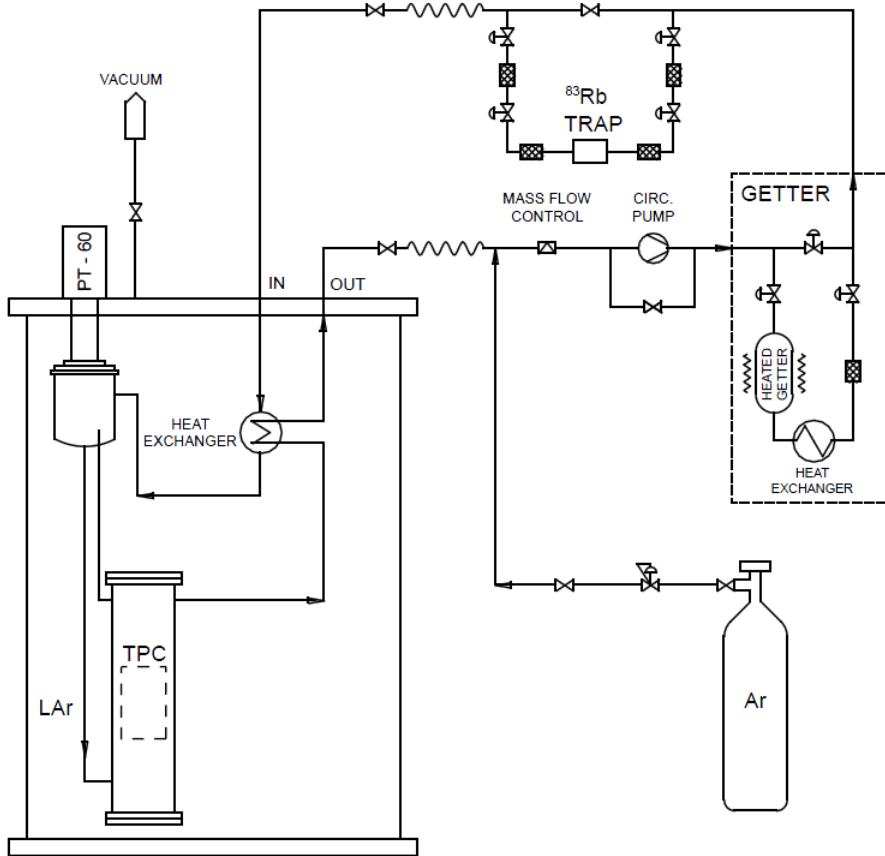 VACUUM
⁸³Rb
TRAP
MASS FLOW
CONTROL
CIRC.
PUMP
GETTER
PT - 60
IN
OUT
HEATED
GETTER
HEAT
EXCHANGER
HEAT
EXCHANGER
TPC
LAr
Ar